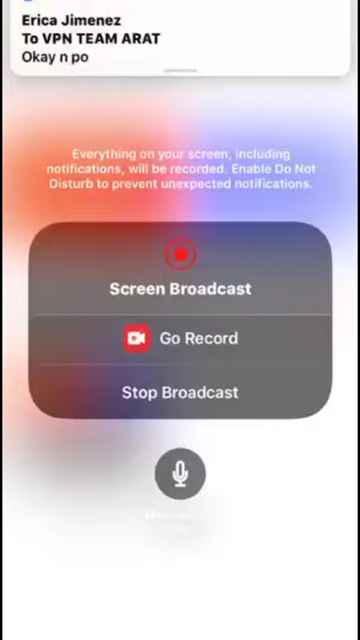 Erica Jimenez
To VPN TEAM ARAT
Okay n po
Everything on your screen, including
notifications, will be recorded. Enable Do Not
Disturb to prevent unexpected notifications.
Screen Broadcast
Go Record
Stop Broadcast